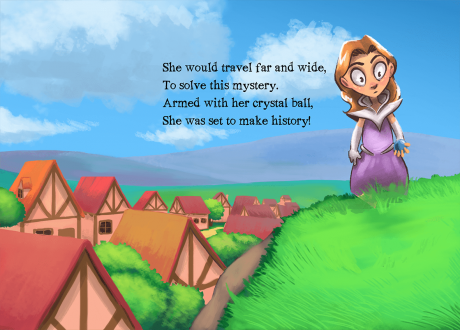 She would travel far and wide,
To solve this mystery.
Armed with her crystal ball,
She was set to make history!